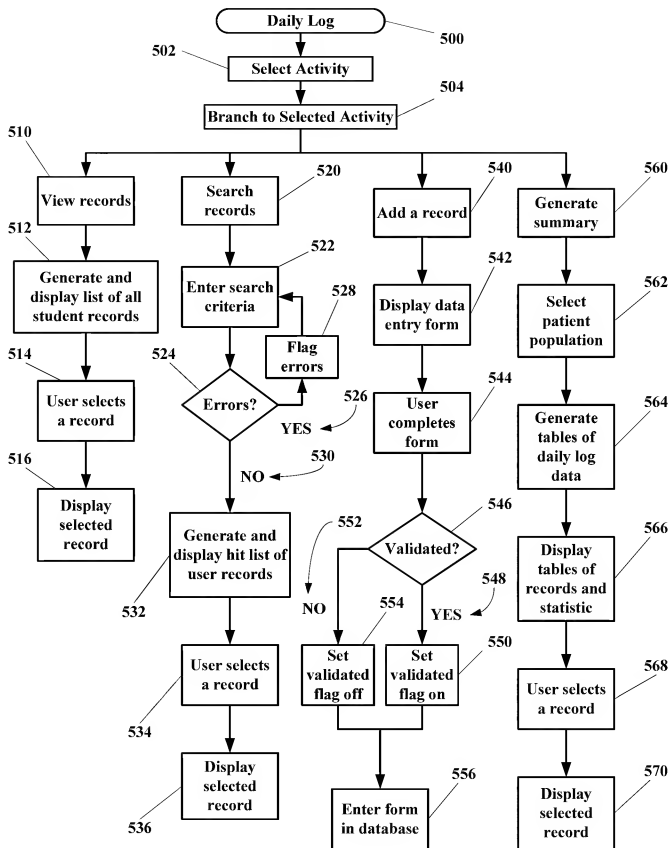 Daily Log
500
502
Select Activity
504
Branch to Selected Activity
510
View records
512
Generate and
display list of all
student records
514
User selects
a record
516
Display
selected
record
520
Search
records
522
Enter search
criteria
528
Flag
errors
524
Errors?
526
YES
530
NO
Generate and
display hit list of
user records
532
User selects
a record
534
Display
selected
record
536
540
Add a record
542
Display data
entry form
544
User
completes
form
546
Validated?
552
NO
548
YES
554
Set
validated
flag off
550
Set
validated
flag on
556
Enter form
in database
560
Generate
summary
562
Select
patient
population
564
Generate
tables of
daily log
data
566
Display
tables of
records and
statistic
568
User selects
a record
570
Display
selected
record